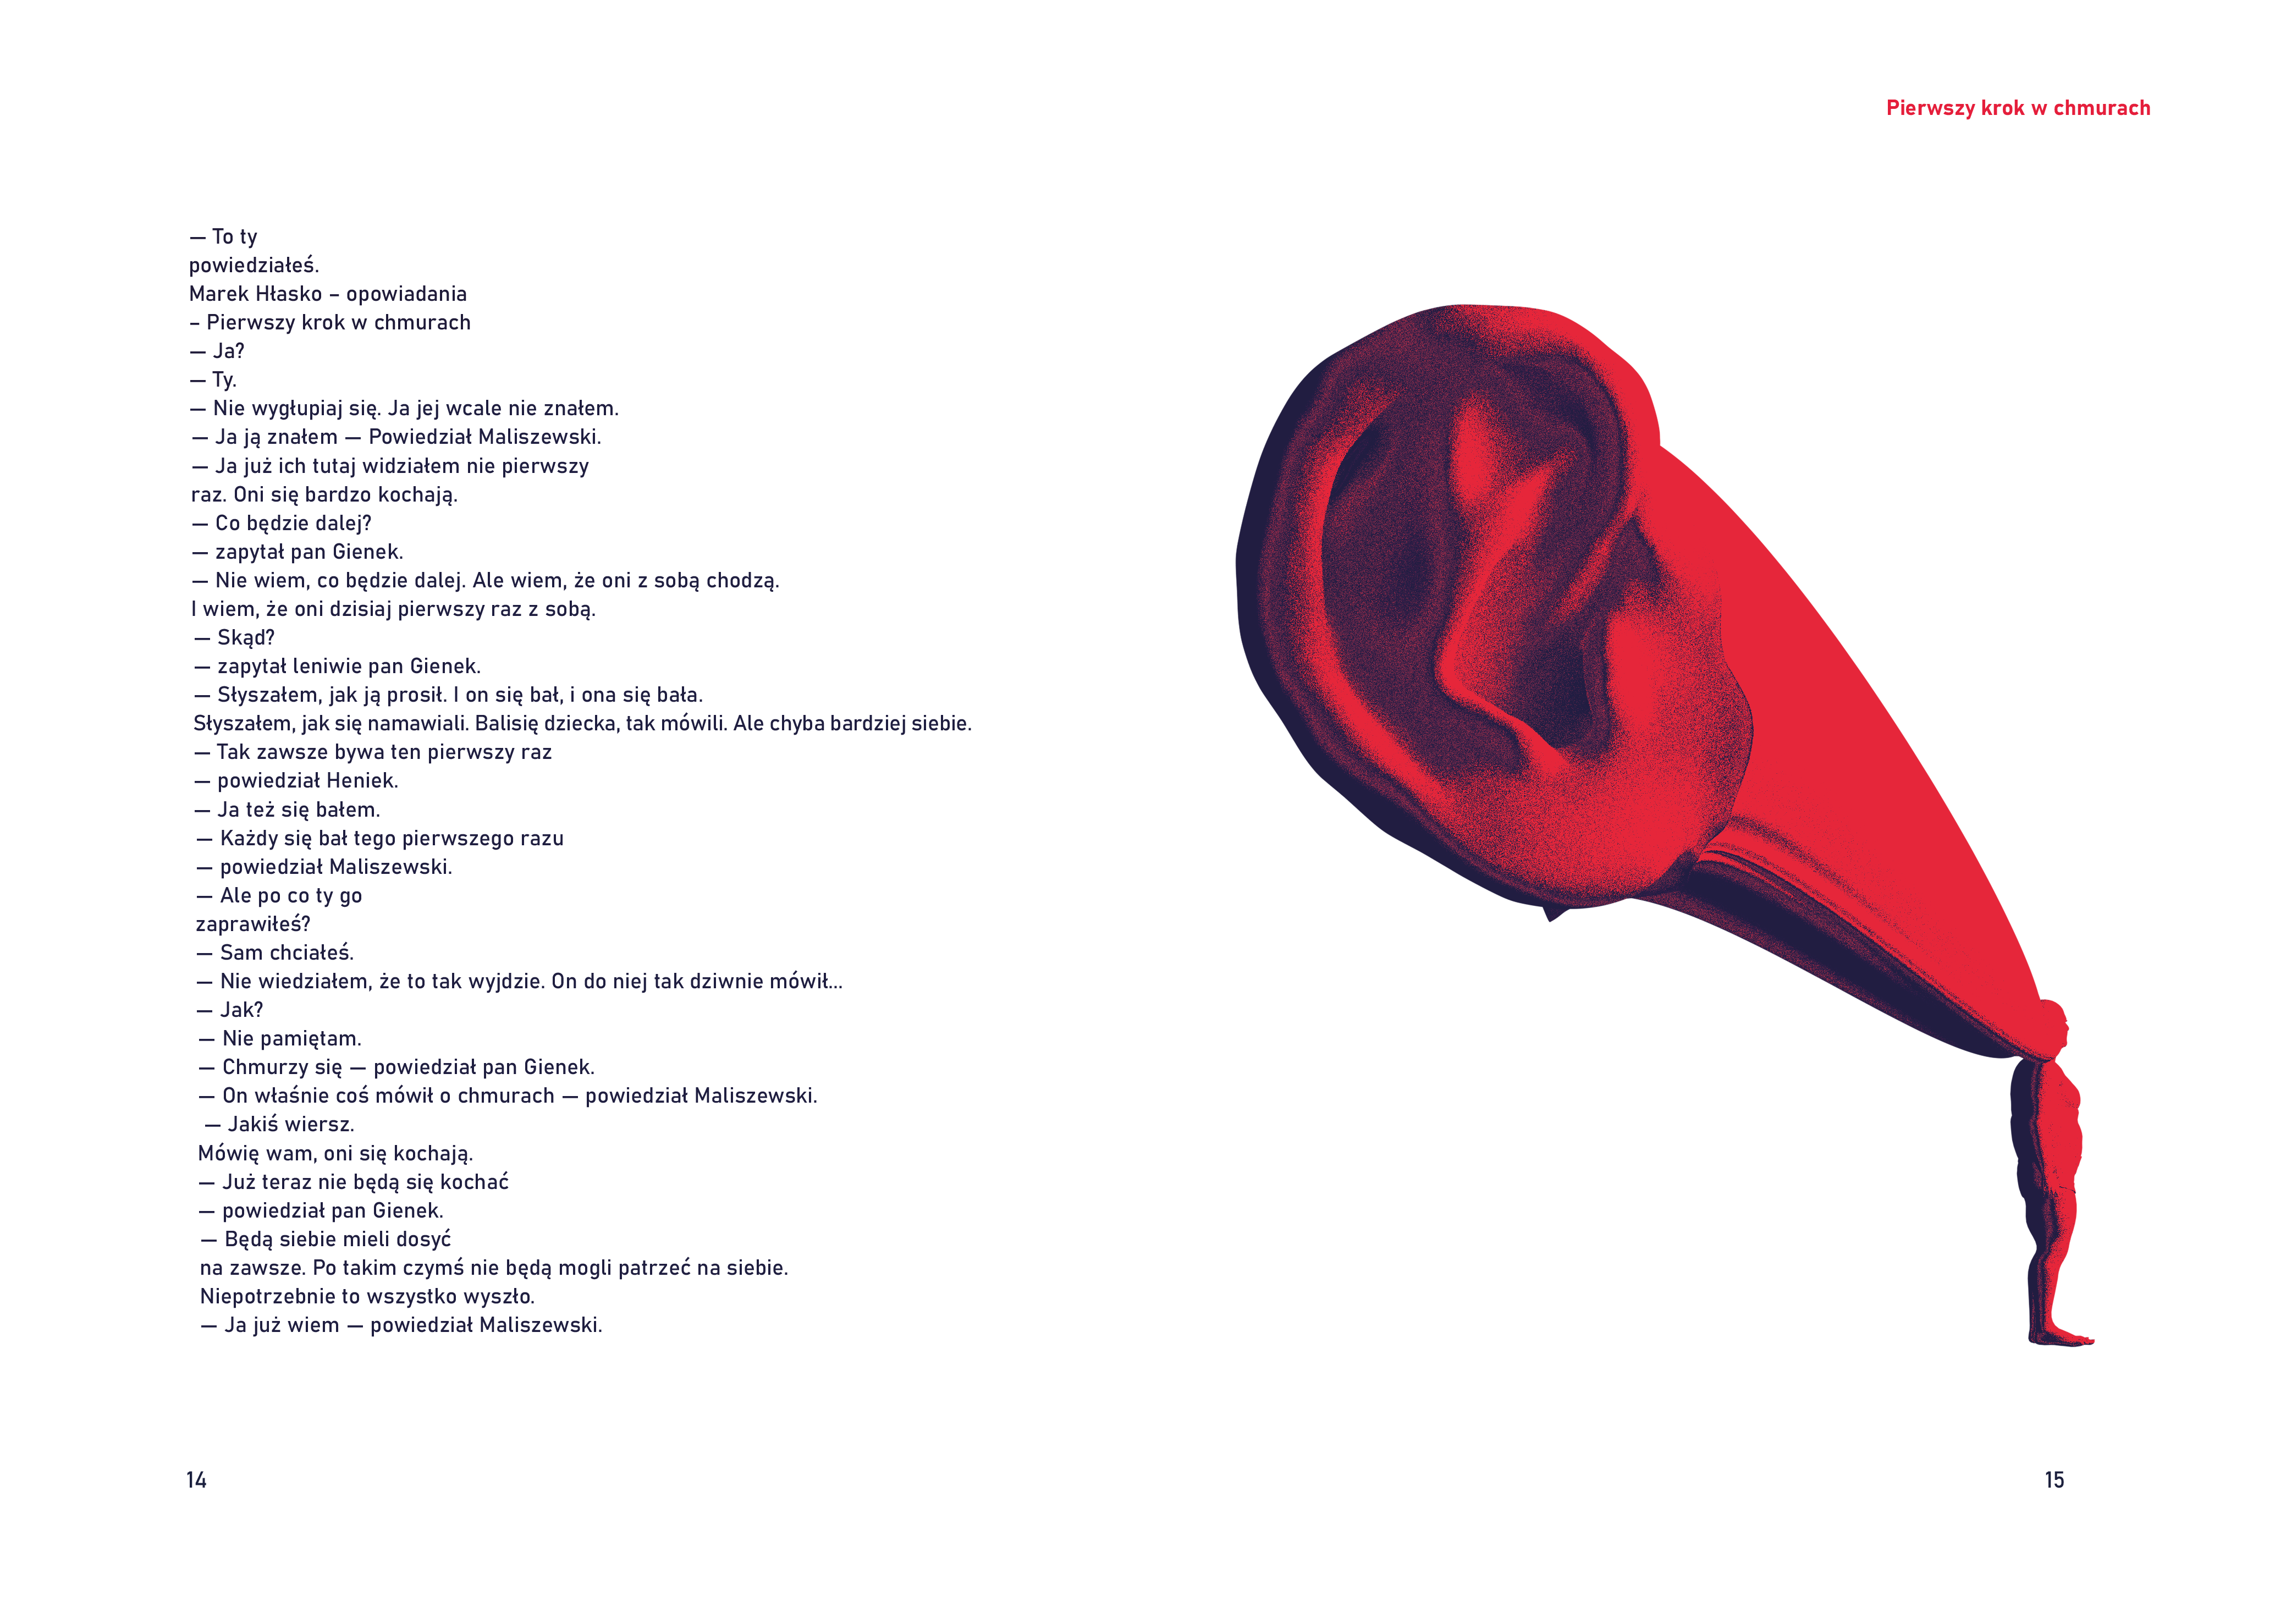 — To ty
powiedziałeś.
Marek Hłasko – opowiadania
– Pierwszy krok w chmurach
— Ja?
— Ty.
— Nie wygłupiaj się. Ja jej wcale nie znałem.
— Ja ją znałem — Powiedział Maliszewski.
— Ja już ich tutaj widziałem nie pierwszy
raz. Oni się bardzo kochają.
— Co będzie dalej?
— zapytał pan Gienek.
— Nie wiem, co będzie dalej. Ale wiem, że oni z sobą chodzą.
I wiem, że oni dzisiaj pierwszy raz z sobą.
— Skąd?
— zapytał leniwie pan Gienek.
— Słyszałem, jak ją prosił. I on się bał, i ona się bała.
Słyszałem, jak się namawiali. Balisię dziecka, tak mówili. Ale chyba bardziej siebie.
— Tak zawsze bywa ten pierwszy raz
— powiedział Heniek.
— Ja też się bałem.
— Każdy się bał tego pierwszego razu
— powiedział Maliszewski.
— Ale po co ty go
zaprawiłeś?
— Sam chciałeś.
— Nie wiedziałem, że to tak wyjdzie. On do niej tak dziwnie mówił...
— Jak?
— Nie pamiętam.
— Chmurzy się — powiedział pan Gienek.
— On właśnie coś mówił o chmurach — powiedział Maliszewski.
— Jakiś wiersz.
Mówię wam, oni się kochają.
— Już teraz nie będą się kochać
— powiedział pan Gienek.
— Będą siebie mieli dosyć
na zawsze. Po takim czymś nie będą mogli patrzeć na siebie.
Niepotrzebnie to wszystko wyszło.
— Ja już wiem — powiedział Maliszewski.
14
Pierwszy krok w chmurach
15